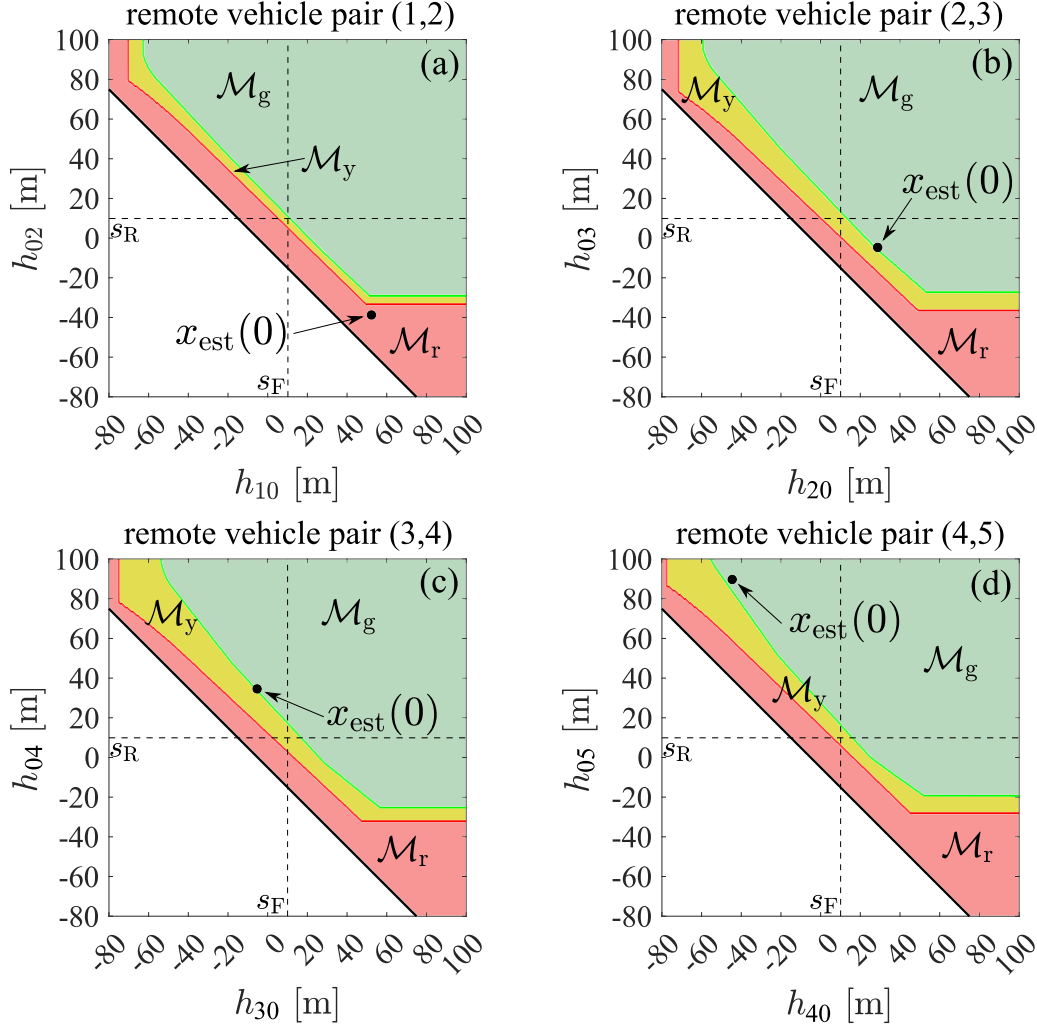 remote vehicle pair (1,2)
(a)
100
80
60
40
20
0
-20
-40
-60
-80
h₀₂ [m]
ℳg
ℳy
sR
xest(0)
ℳr
sF
-80
-60
-40
-20
0
20
40
60
80
100
h₁₀ [m]
remote vehicle pair (2,3)
(b)
100
80
60
40
20
0
-20
-40
-60
-80
h₀₃ [m]
ℳy
ℳg
xest(0)
sR
ℳr
sF
-80
-60
-40
-20
0
20
40
60
80
100
h₂₀ [m]
remote vehicle pair (3,4)
(c)
100
80
60
40
20
0
-20
-40
-60
-80
h₀₄ [m]
ℳy
ℳg
xest(0)
sR
ℳr
sF
-80
-60
-40
-20
0
20
40
60
80
100
h₃₀ [m]
remote vehicle pair (4,5)
(d)
100
80
60
40
20
0
-20
-40
-60
-80
h₀₅ [m]
xest(0)
ℳg
ℳy
sR
ℳr
sF
-80
-60
-40
-20
0
20
40
60
80
100
h₄₀ [m]